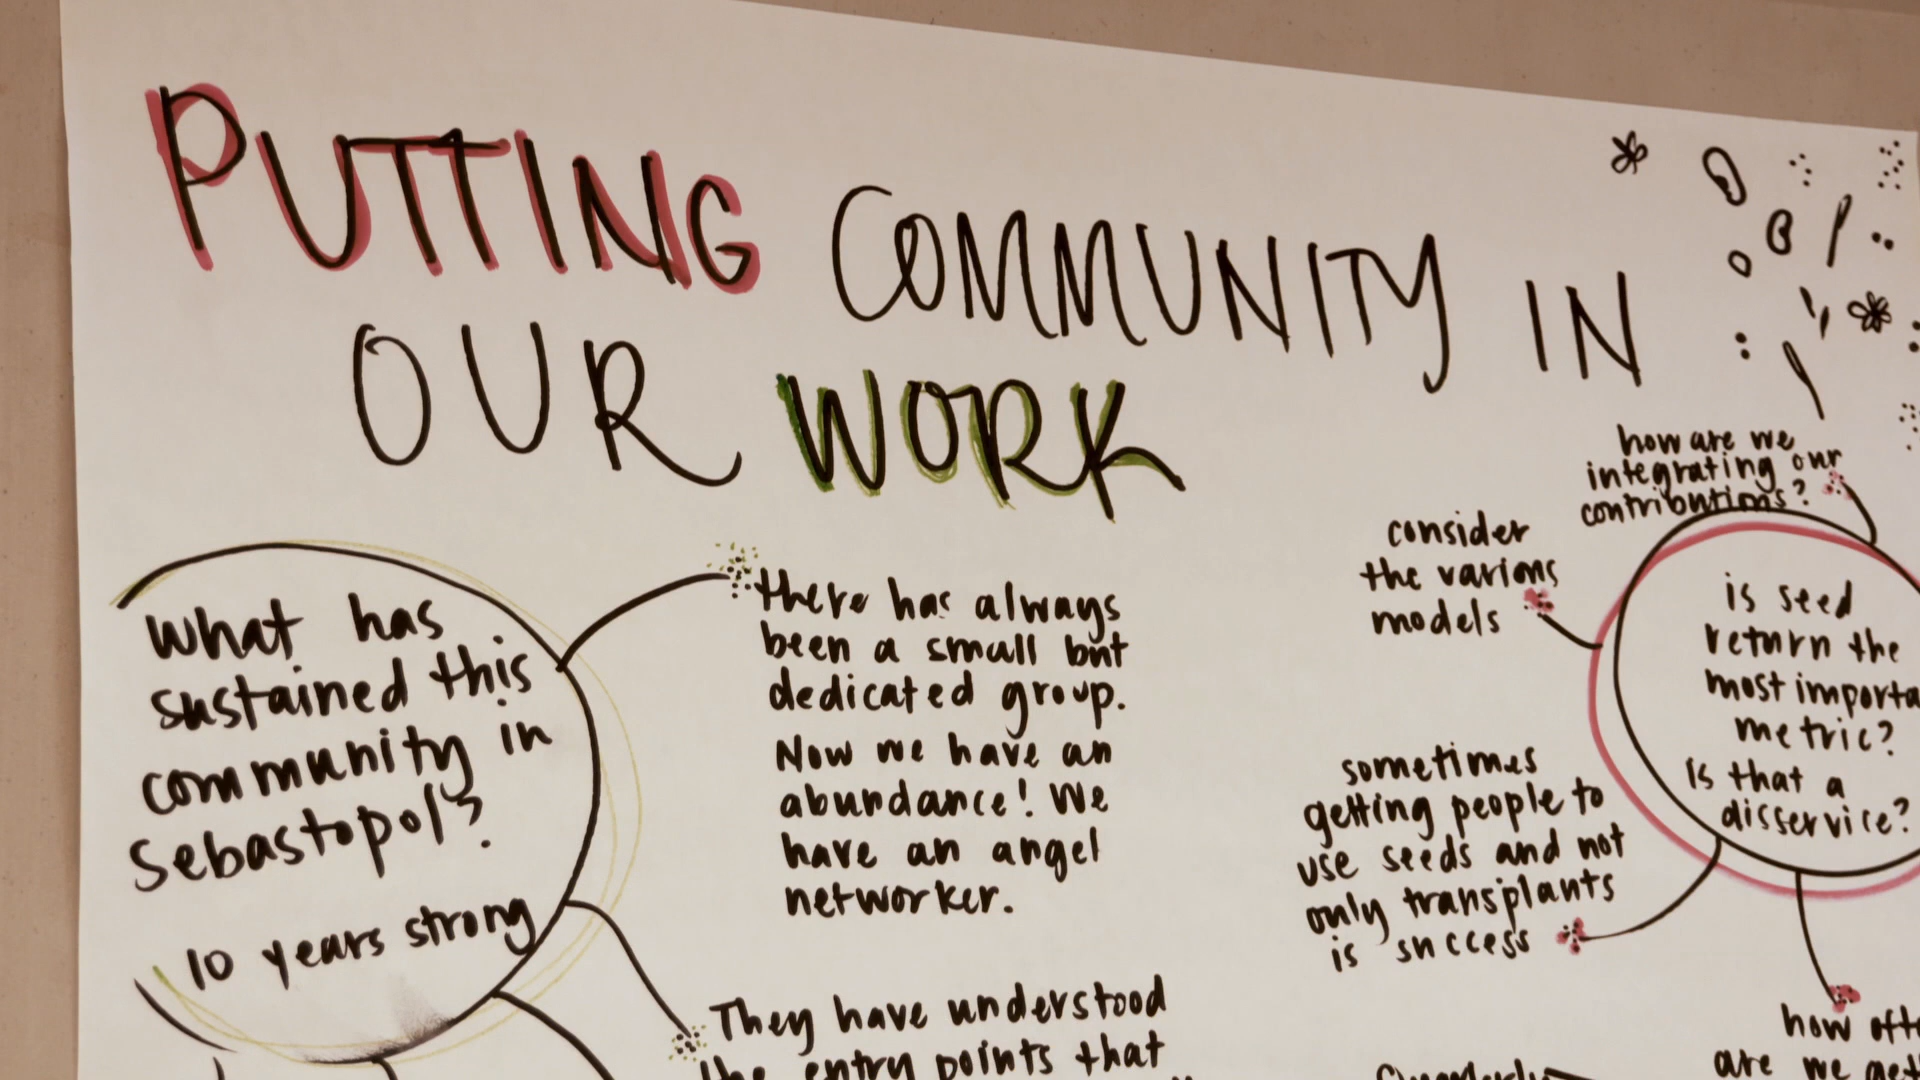 PUTTING COMMUNITY IN
OUR WORK
What has
sustained this
community in
Sebastopol?
10 years strong
there has always
been a small but
dedicated group.
Now we have an
abundance! We
have an angel
networker.
They have understood
the entry points that
how are we
integrating our
contributions?
consider
the various
models
is seed
return the
most importa
metric?
is that a
disservice?
sometimes
getting people to
use seeds and not
only transplants
is success
how ofte
are we get